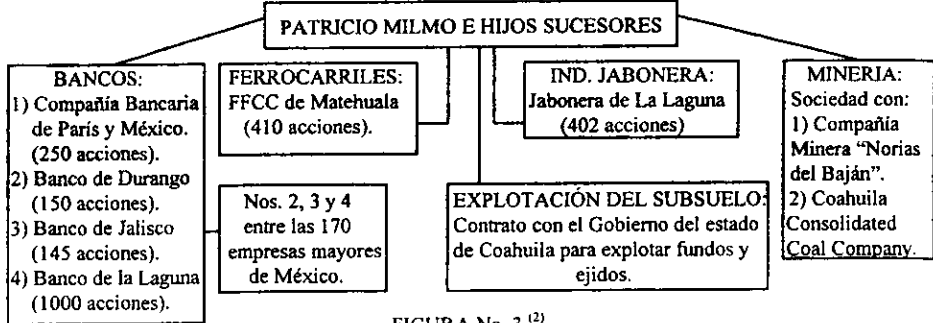 PATRICIO MILMO E HIJOS SUCESORES
BANCOS:
1) Compañía Bancaria
de París y México.
(250 acciones).
2) Banco de Durango
(150 acciones).
3) Banco de Jalisco
(145 acciones).
4) Banco de la Laguna
(1000 acciones).
FERROCARRILES:
FFCC de Matehuala
(410 acciones).
Nos. 2, 3 y 4
entre las 170
empresas mayores
de México.
IND. JABONERA:
Jabonera de La Laguna
(402 acciones)
EXPLOTACIÓN DEL SUBSUELO:
Contrato con el Gobierno del estado
de Coahuila para explotar fundos y
ejidos.
MINERIA:
Sociedad con:
1) Compañía
Minera “Norias
del Baján”.
2) Coahuila
Consolidated
Coal Company.
FIGURA No. 3 (2)